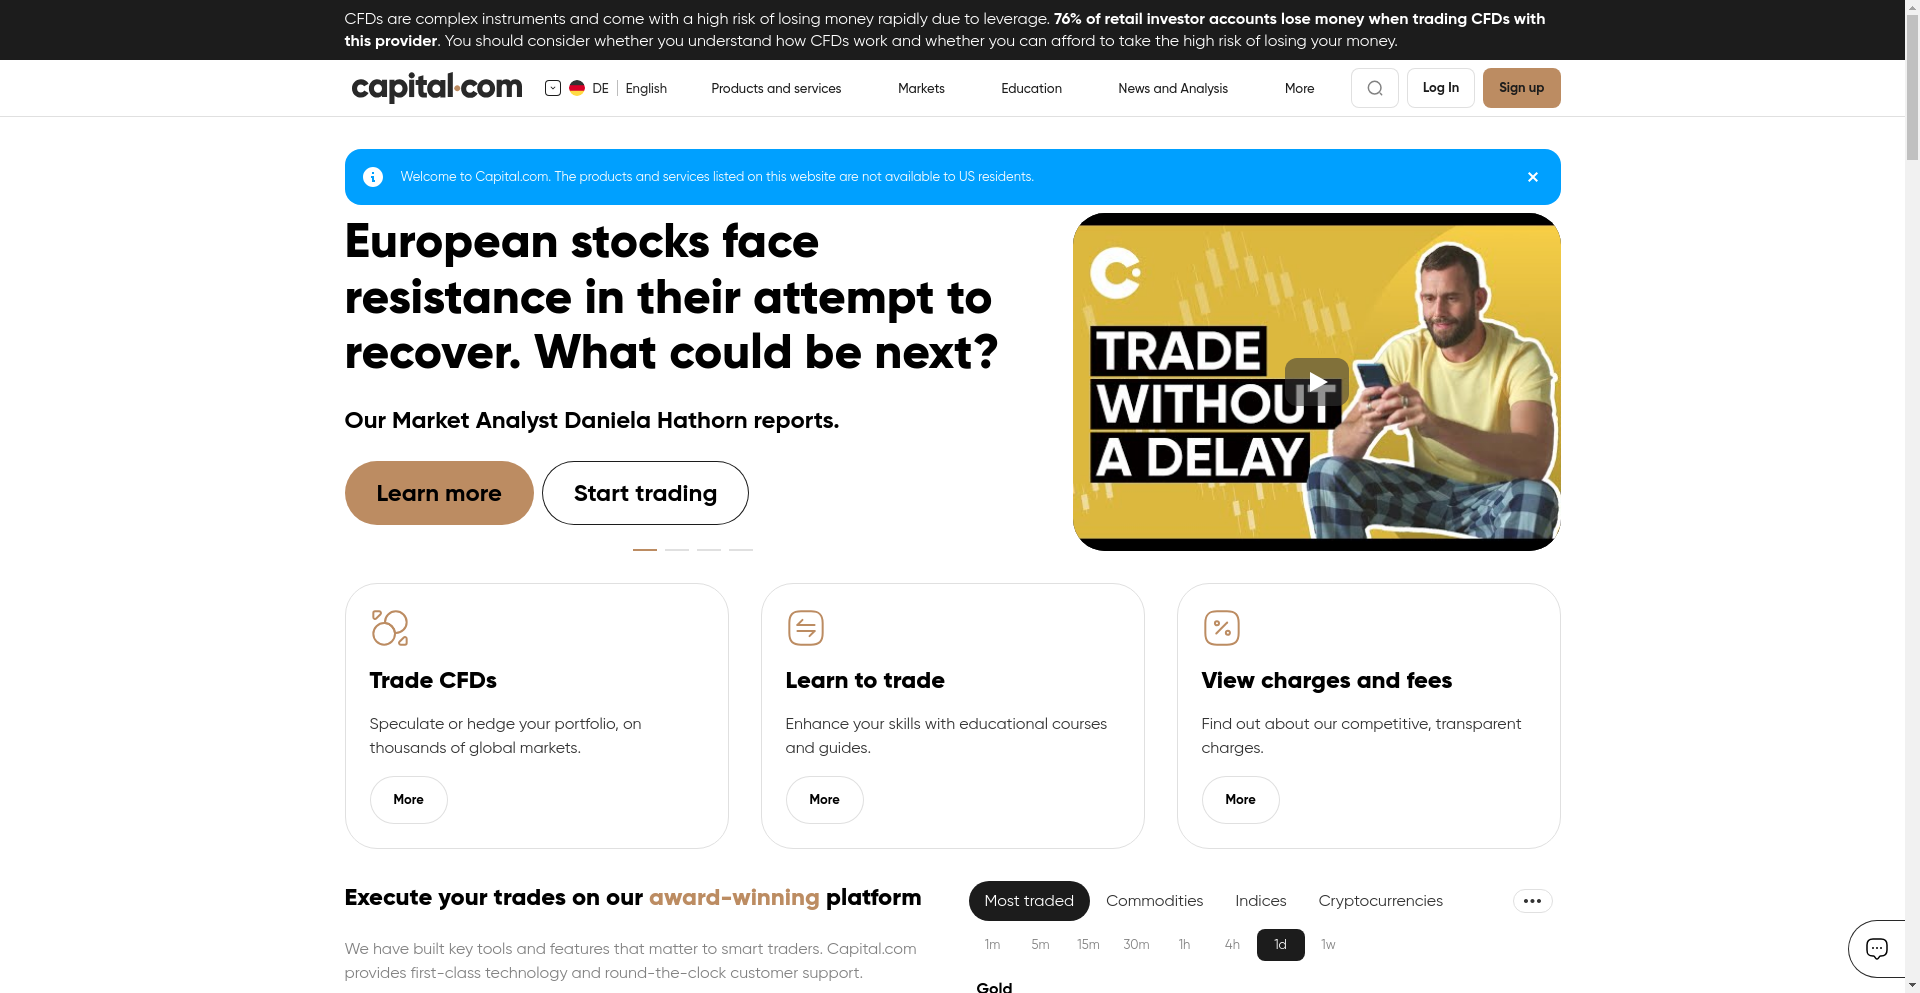 CFDs are complex instruments and come with a high risk of losing money rapidly due to leverage. 76% of retail investor accounts lose money when trading CFDs with
this provider. You should consider whether you understand how CFDs work and whether you can afford to take the high risk of losing your money.
capital.com
DE
English
Products and services
Markets
Education
News and Analysis
More
Log In
Sign up
Welcome to Capital.com. The products and services listed on this website are not available to US residents.
European stocks face
resistance in their attempt to
recover. What could be next?
Our Market Analyst Daniela Hathorn reports.
Learn more
Start trading
TRADE
WITHOUT
A DELAY
Trade CFDs
Speculate or hedge your portfolio, on
thousands of global markets.
More
Learn to trade
Enhance your skills with educational courses
and guides.
More
View charges and fees
Find out about our competitive, transparent
charges.
More
Execute your trades on our award-winning platform
We have built key tools and features that matter to smart traders. Capital.com
provides first-class technology and round-the-clock customer support.
Most traded
Commodities
Indices
Cryptocurrencies
1m
5m
15m
30m
1h
4h
1d
1w
Gold